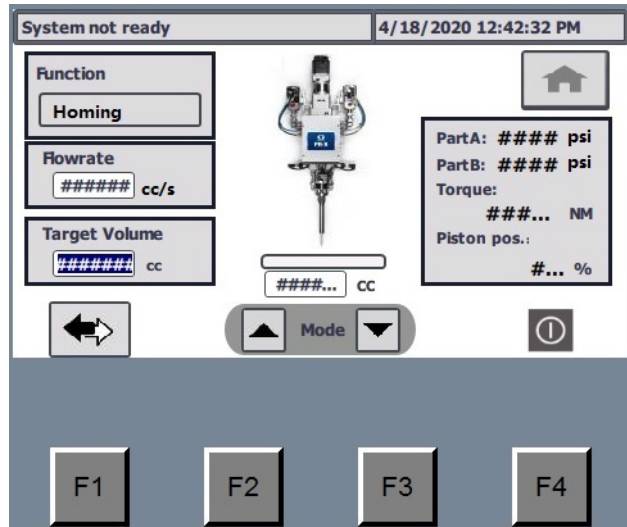 System not ready
4/18/2020 12:42:32 PM
Function
Homing
Flowrate
###### cc/s
Target Volume
####### cc
PR-X
####... cc
PartA: #### psi
PartB: #### psi
Torque:
###... NM
Piston pos.:
#... %
Mode
F1
F2
F3
F4